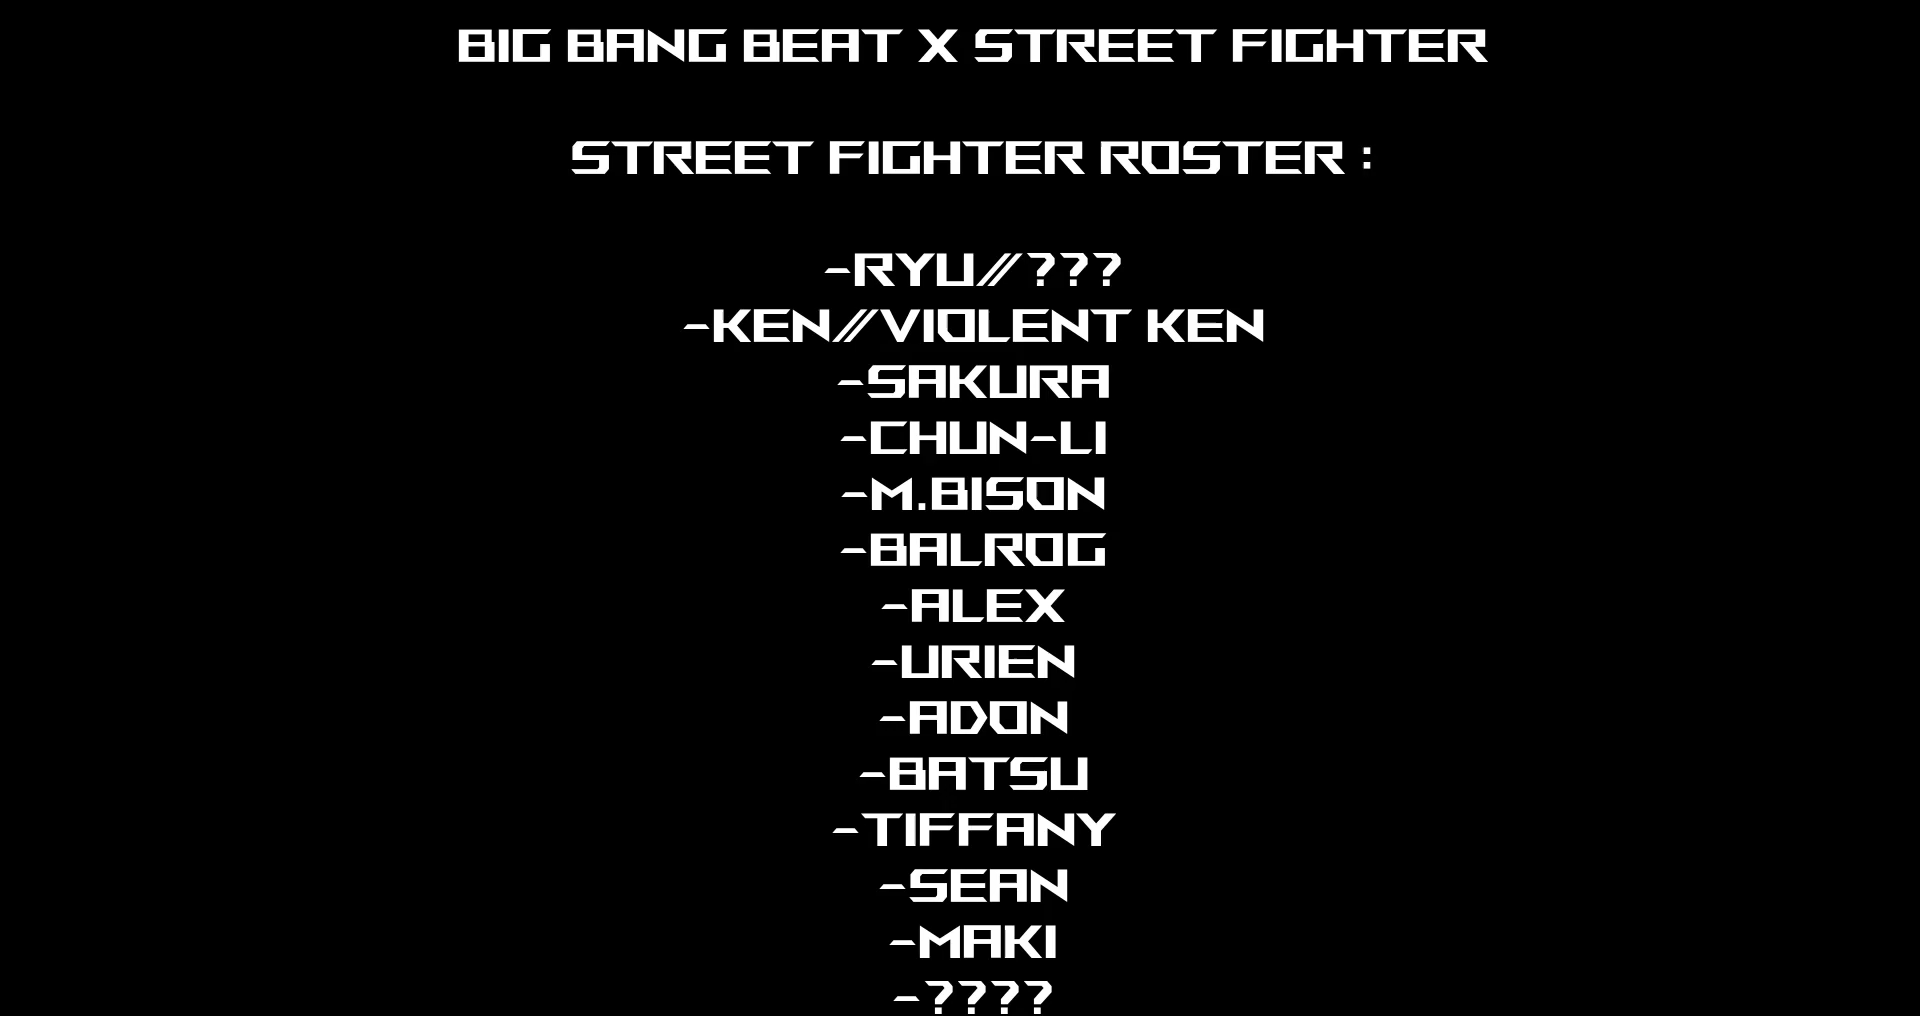 BIG BANG BEAT X STREET FIGHTER
STREET FIGHTER ROSTER :
-RYU//???
-KEN//VIOLENT KEN
-SAKURA
-CHUN-LI
-M.BISON
-BALROG
-ALEX
-URIEN
-ADON
-BATSU
-TIFFANY
-SEAN
-MAKI
-????